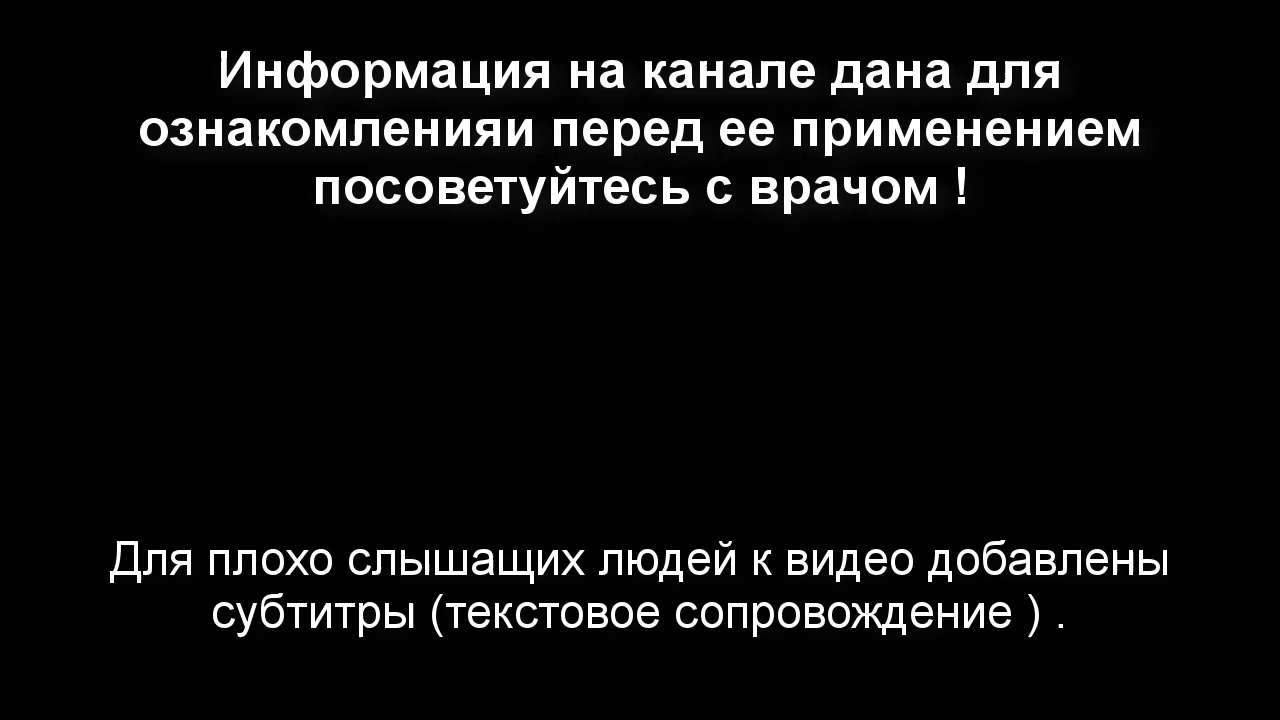 Информация на канале дана для
ознакомленияи перед ее применением
посоветуйтесь с врачом !
Для плохо слышащих людей к видео добавлены
субтитры (текстовое сопровождение ) .